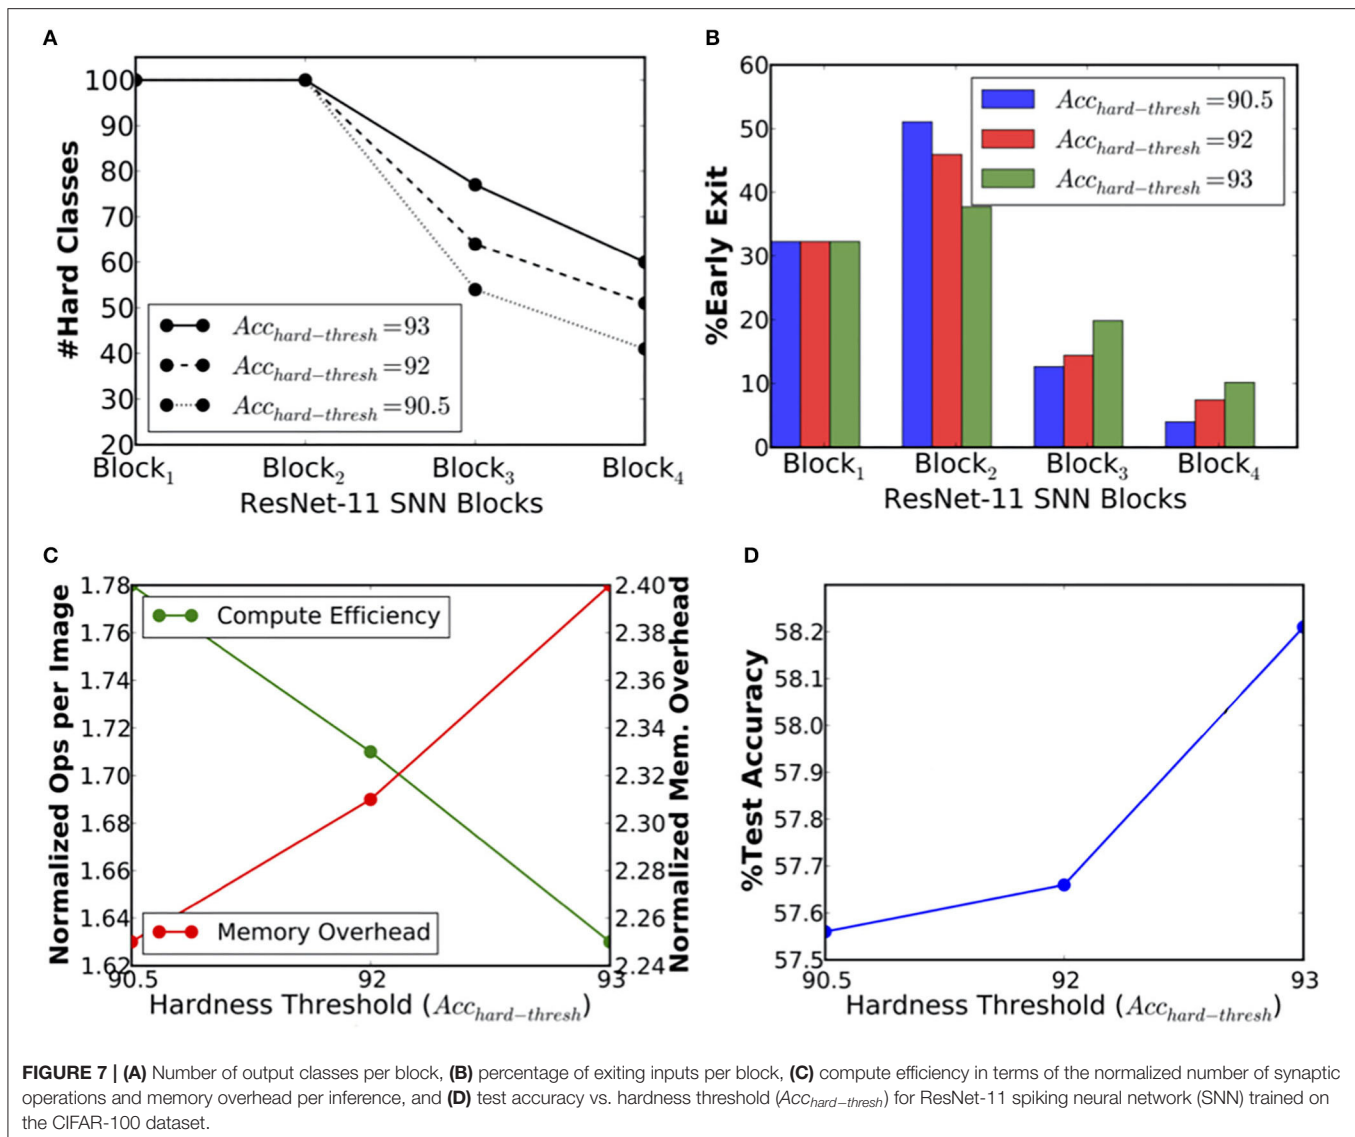 A
100
90
80
70
60
50
40
30
20
#Hard Classes
Acc_hard−thresh=93
Acc_hard−thresh=92
Acc_hard−thresh=90.5
Block₁ Block₂ Block₃ Block₄
ResNet-11 SNN Blocks
B
60
50
40
30
20
10
0
%Early Exit
Acc_hard−thresh=90.5
Acc_hard−thresh=92
Acc_hard−thresh=93
Block₁ Block₂ Block₃ Block₄
ResNet-11 SNN Blocks
C
1.78
1.76
1.74
1.72
1.70
1.68
1.66
1.64
1.62
Normalized Ops per Image
Compute Efficiency
Memory Overhead
2.40
2.38
2.36
2.34
2.32
2.30
2.28
2.26
2.24
Normalized Mem. Overhead
90.5 92 93
Hardness Threshold (Acc_hard−thresh)
D
58.2
58.1
58.0
57.9
57.8
57.7
57.6
57.5
%Test Accuracy
90.5 92 93
Hardness Threshold (Acc_hard−thresh)
FIGURE 7 | (A) Number of output classes per block, (B) percentage of exiting inputs per block, (C) compute efficiency in terms of the normalized number of synaptic
operations and memory overhead per inference, and (D) test accuracy vs. hardness threshold (Acc_hard−thresh) for ResNet-11 spiking neural network (SNN) trained on
the CIFAR-100 dataset.